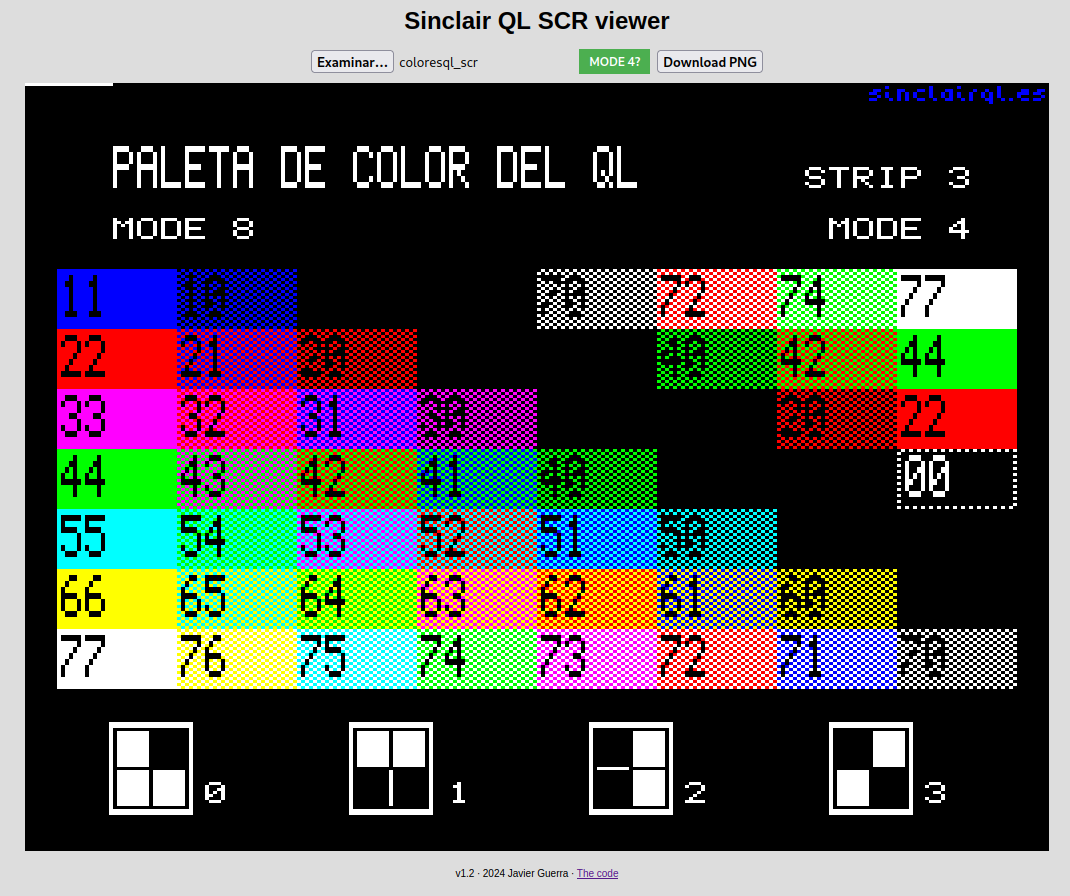 Sinclair QL SCR viewer
Examinar... coloresql_scr MODE 4? Download PNG
sinclairql.es
PALETA DE COLOR DEL QL
STRIP 3
MODE 8 MODE 4
11 10 70 72 74 77
22 21 20 40 42 44
33 32 31 30 20 22
44 43 42 41 40 00
55 54 53 52 51 50
66 65 64 63 62 61 60
77 76 75 74 73 72 71 70
0 1 2 3
v1.2 · 2024 Javier Guerra · The code